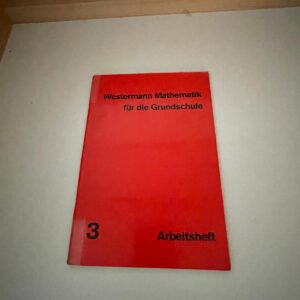 Westermann Mathematik
für die Grundschule
3 Arbeitsheft